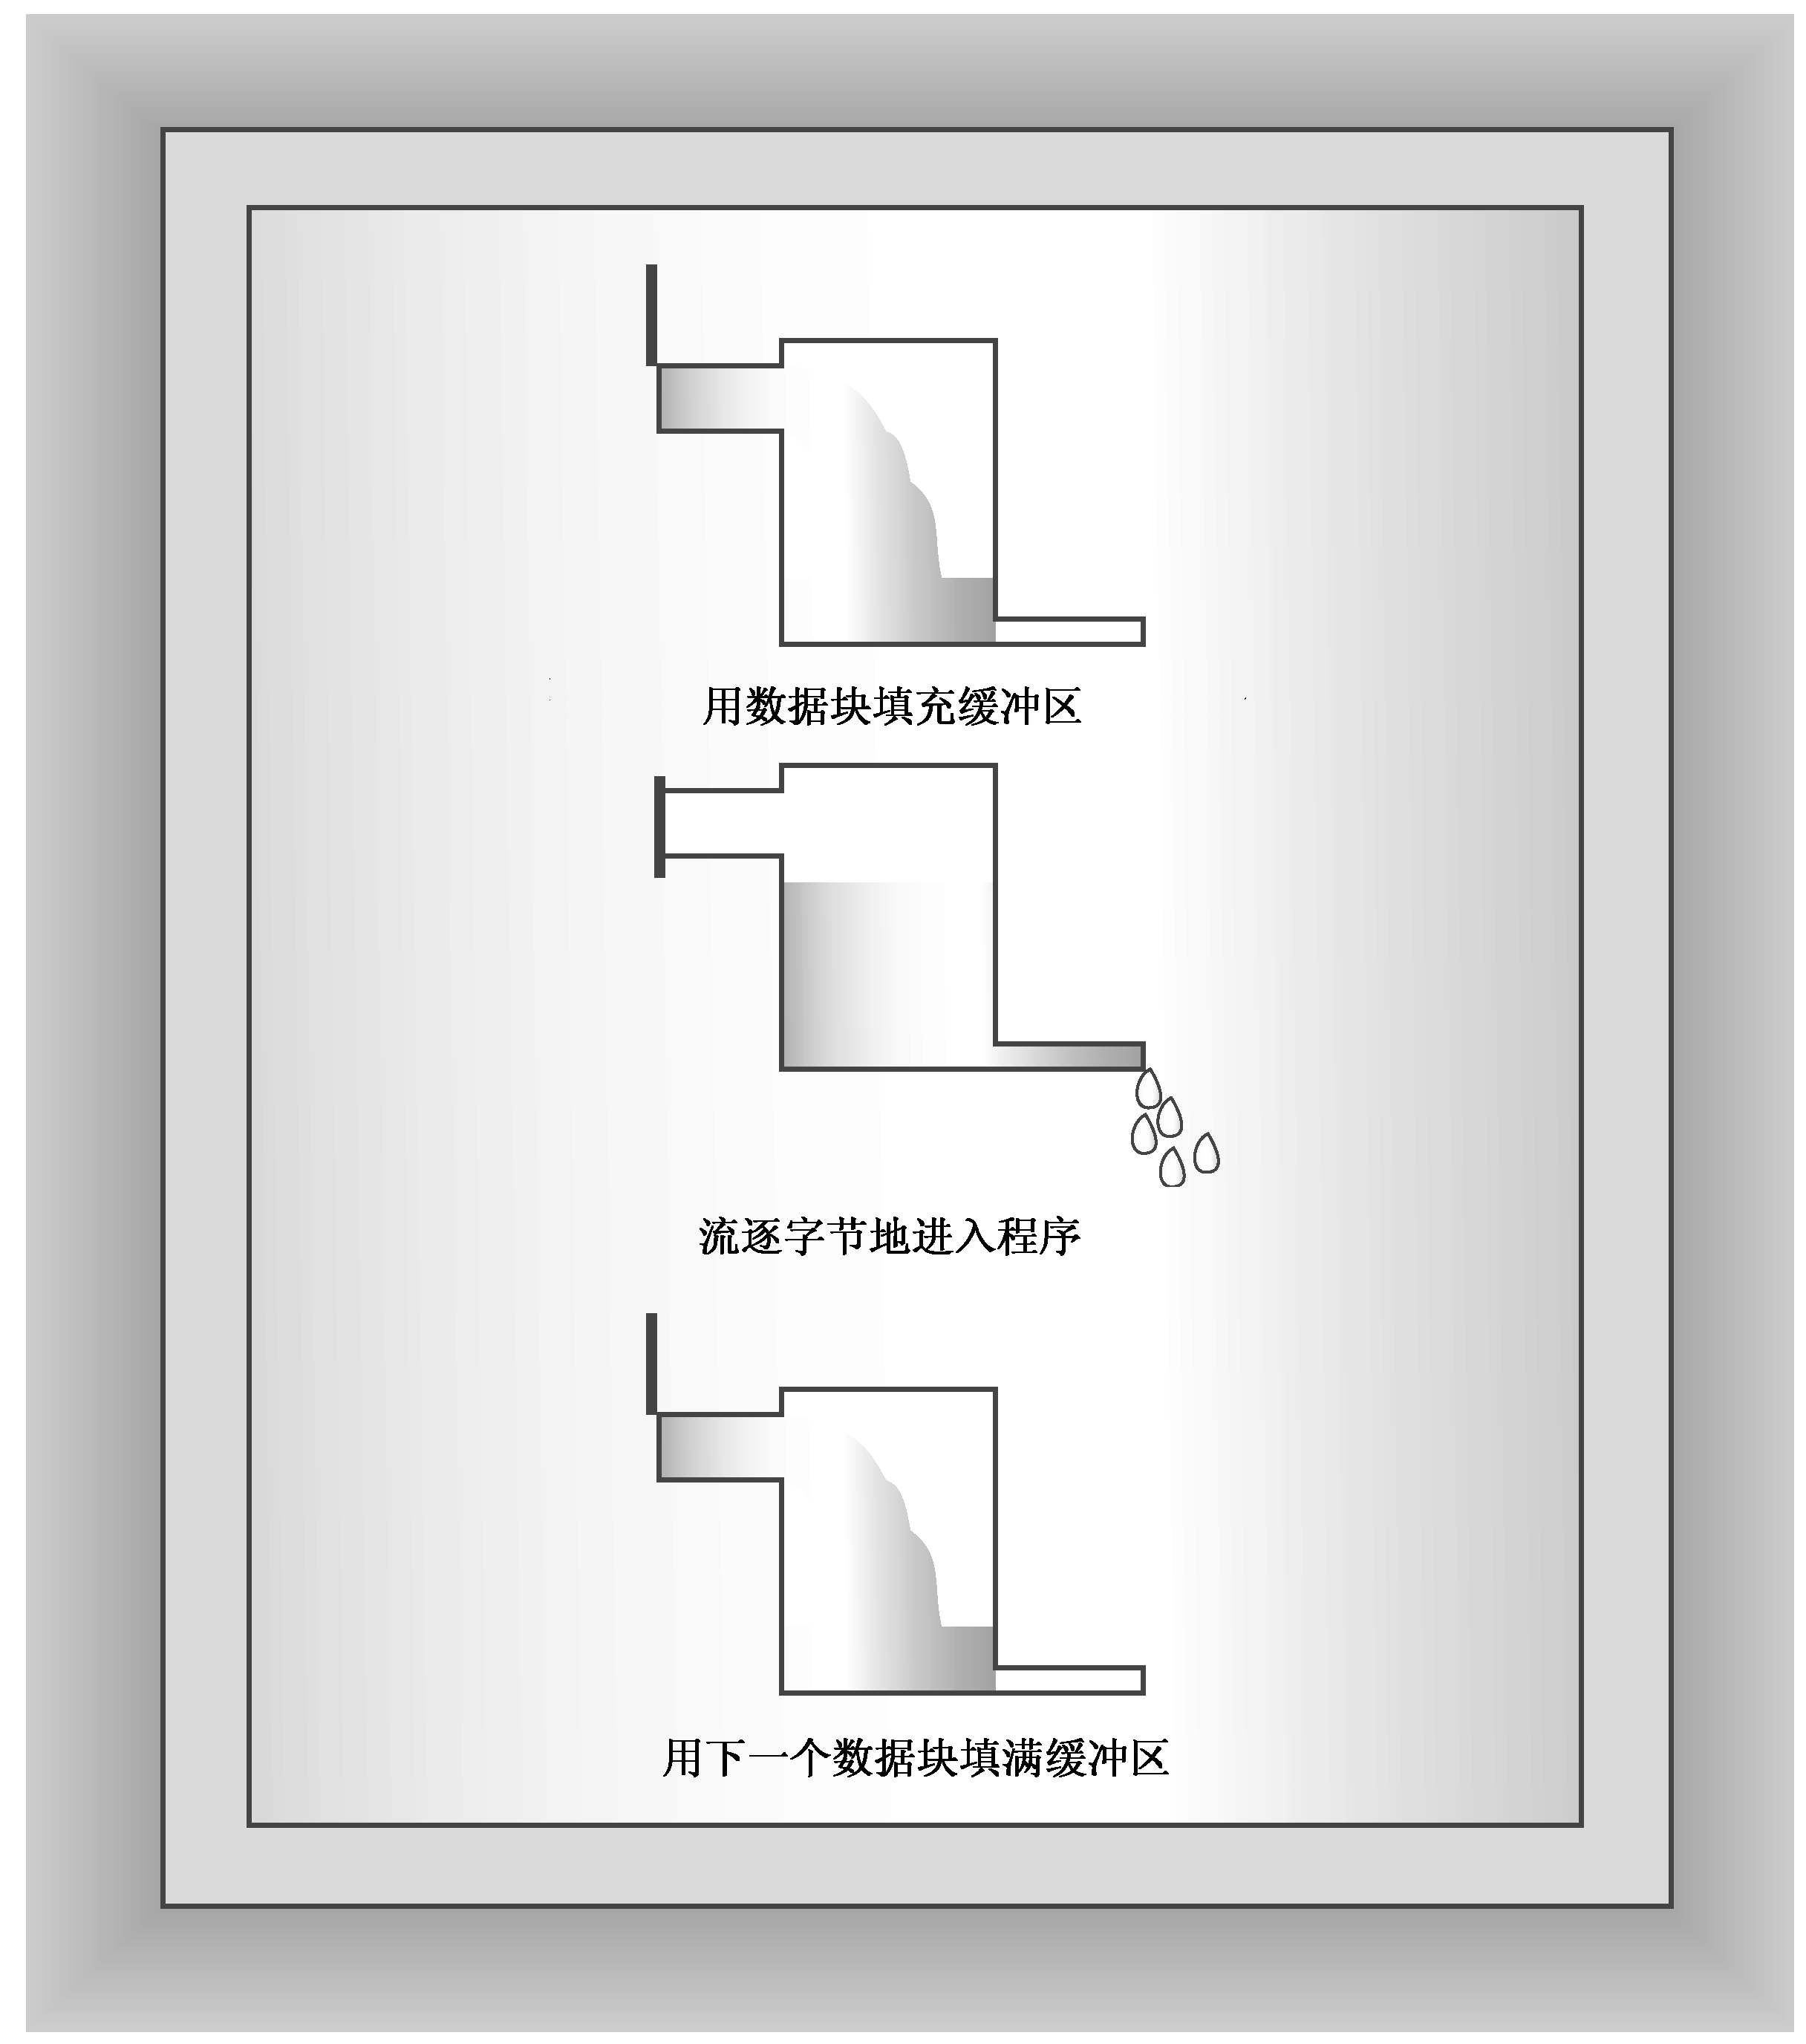 用数据块填充缓冲区
流逐字节地进入程序
用下一个数据块填满缓冲区